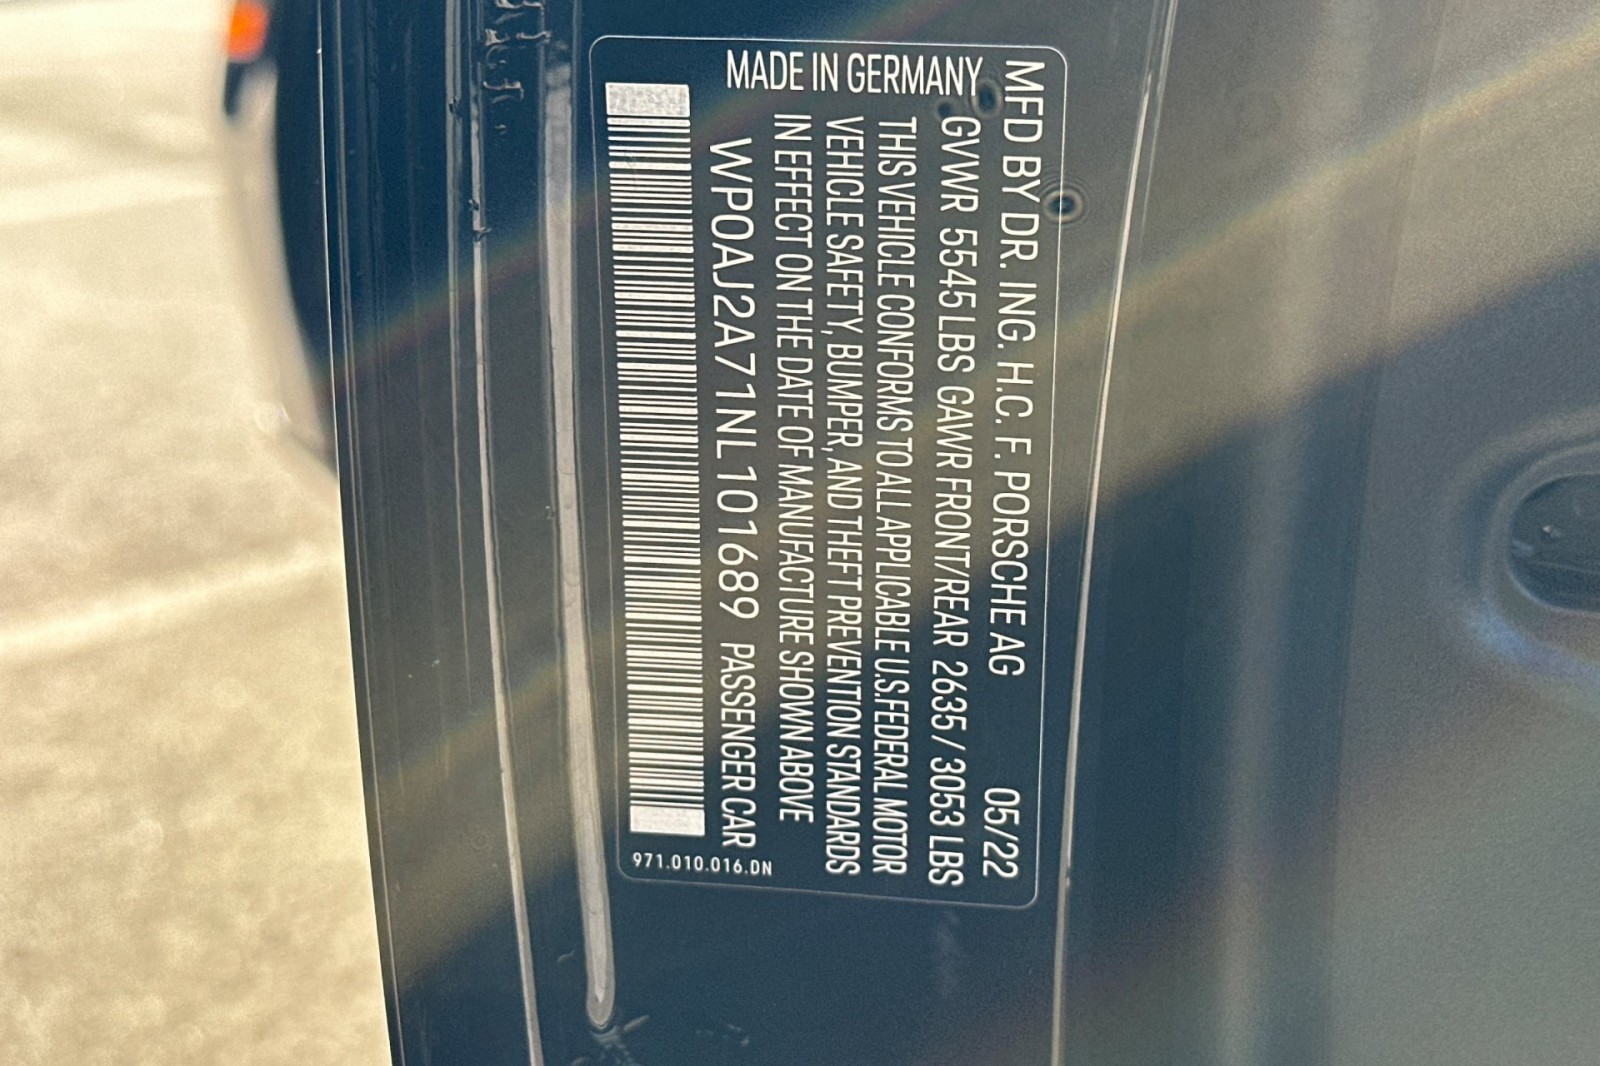 MFD BY DR. ING. H.C. F. PORSCHE AG 05/22
GVWR 5545 LBS GAWR FRONT/REAR 2635 / 3053 LBS
THIS VEHICLE CONFORMS TO ALL APPLICABLE U.S. FEDERAL MOTOR
VEHICLE SAFETY, BUMPER, AND THEFT PREVENTION STANDARDS
IN EFFECT ON THE DATE OF MANUFACTURE SHOWN ABOVE
WP0AJ2A71NL101689 PASSENGER CAR
MADE IN GERMANY
971.010.016.DN